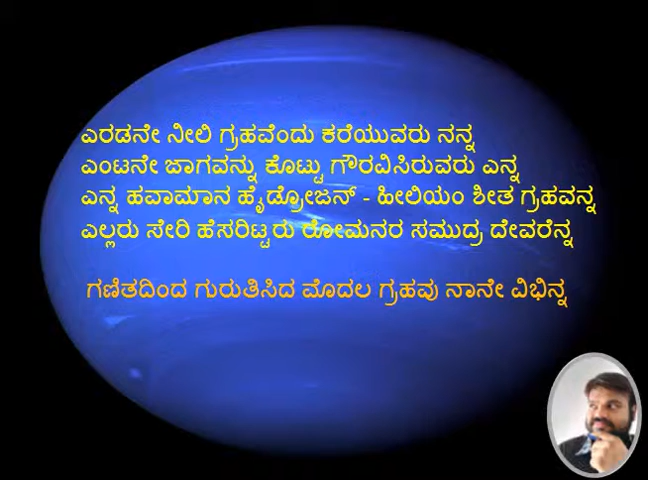 ಎರಡನೇ ನೀಲಿ ಗ್ರಹವೆಂದು ಕರೆಯುವರು ನನ್ನ
ಎಂಟನೇ ಜಾಗವನ್ನು ಕೊಟ್ಟು ಗೌರವಿಸಿರುವರು ಎನ್ನ
ಎನ್ನ ಹವಾಮಾನ ಹೈಡ್ರೋಜನ್ - ಹೀಲಿಯಂ ಶೀತ ಗ್ರಹವನ್ನ
ಎಲ್ಲರು ಸೇರಿ ಹೆಸರಿಟ್ಟರು ರೋಮನರ ಸಮುದ್ರ ದೇವರೆನ್ನ
ಗಣಿತದಿಂದ ಗುರುತಿಸಿದ ಮೊದಲ ಗ್ರಹವು ನಾನೇ ವಿಭಿನ್ನ